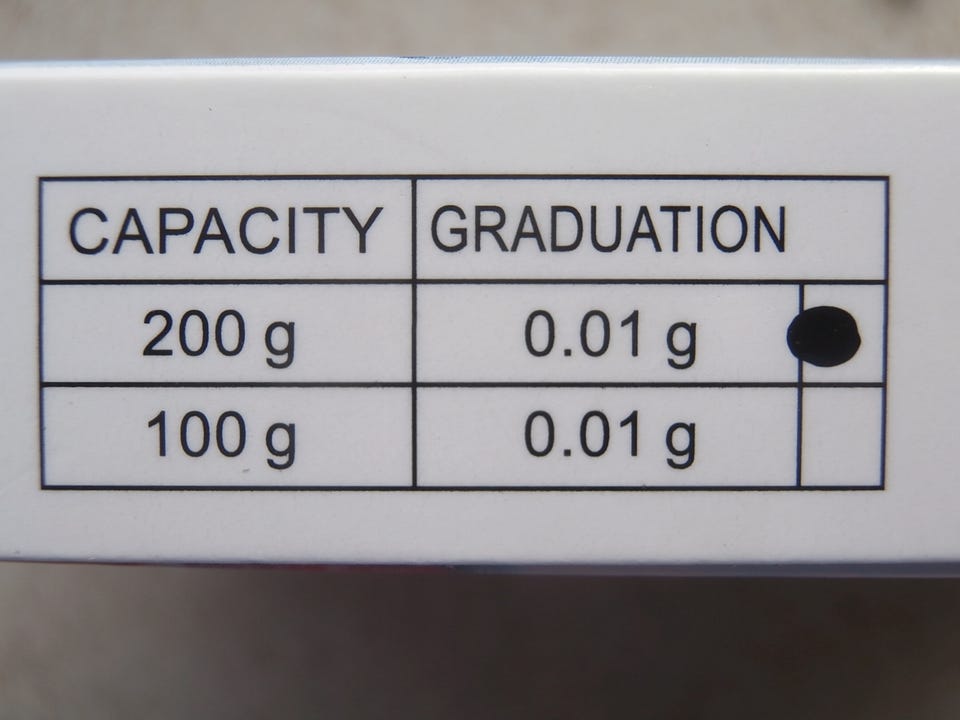 CAPACITY GRADUATION
200 g 0.01 g
100 g 0.01 g